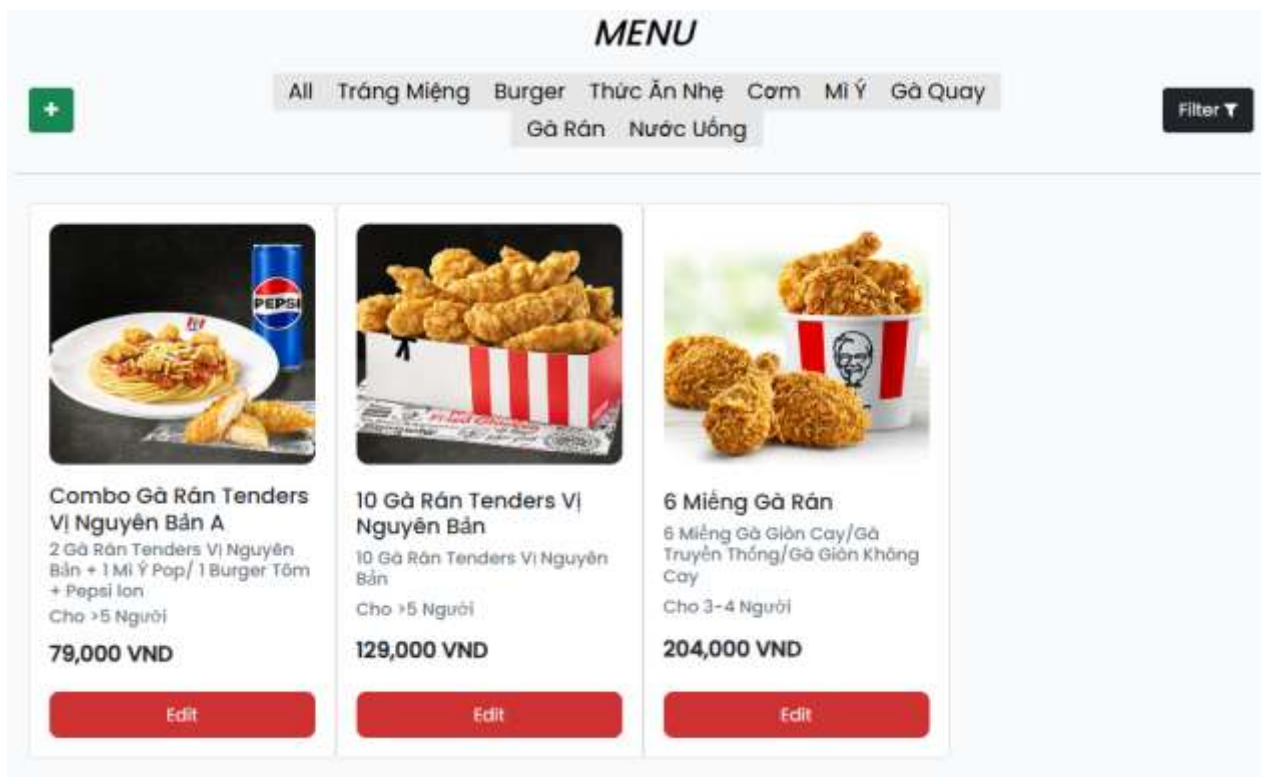 MENU
+
All Tráng Miệng Burger Thức Ăn Nhẹ Cơm Mì Ý Gà Quay
Gà Rán Nước Uống
Filter
PEPSI
Fried Chicken
Combo Gà Rán Tenders
Vị Nguyên Bản A
2 Gà Rán Tenders Vị Nguyên
Bản + 1 Mì Ý Pop/ 1 Burger Tôm
+ Pepsi lon
Cho >5 Người
79,000 VND
Edit
10 Gà Rán Tenders Vị
Nguyên Bản
10 Gà Rán Tenders Vị Nguyên
Bản
Cho >5 Người
129,000 VND
Edit
6 Miếng Gà Rán
6 Miếng Gà Giòn Cay/Gà
Truyền Thống/Gà Giòn Không
Cay
Cho 3-4 Người
204,000 VND
Edit